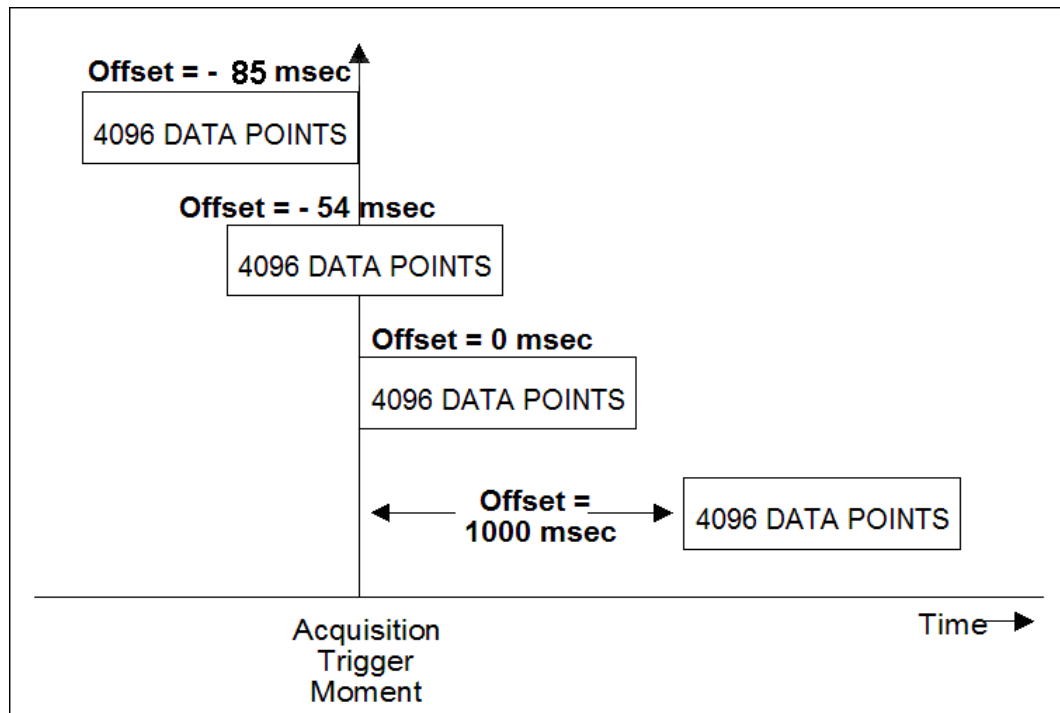 Offset = - 85 msec
4096 DATA POINTS
Offset = - 54 msec
4096 DATA POINTS
Offset = 0 msec
4096 DATA POINTS
Offset =
1000 msec
4096 DATA POINTS
Time
Acquisition
Trigger
Moment